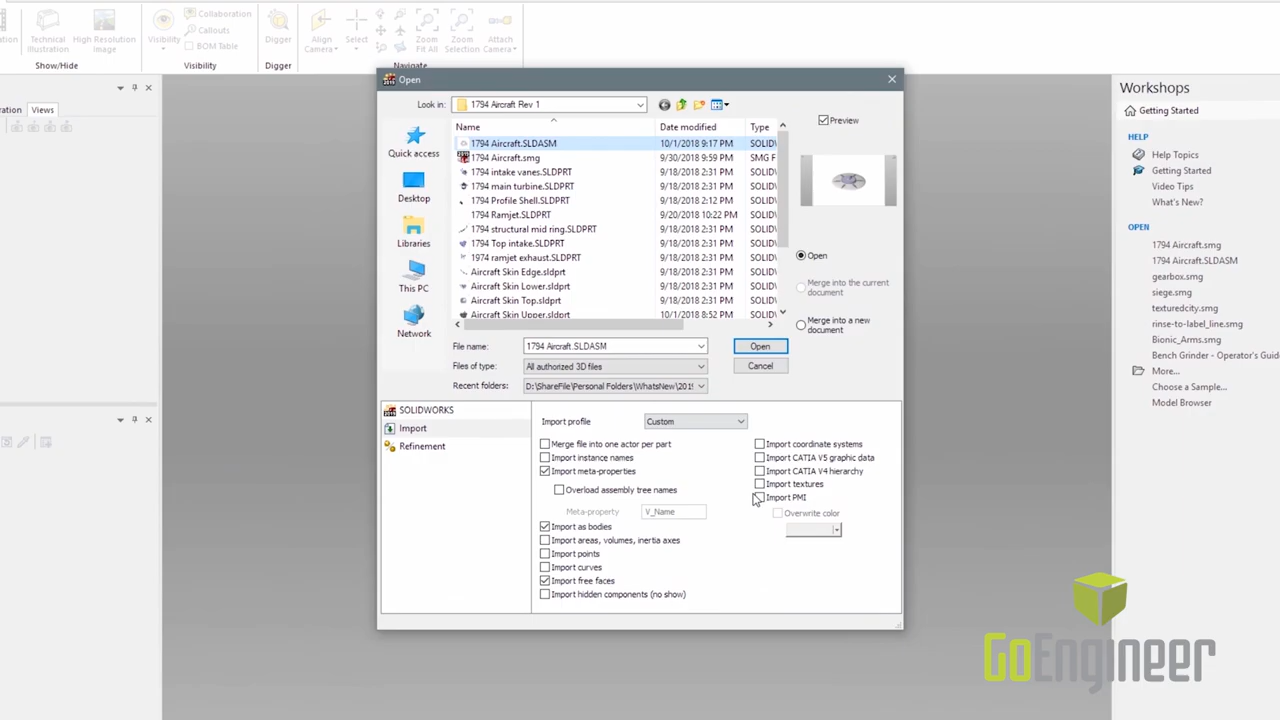 Collaboration
Callouts
BOM Table
ation
Technical Illustration
High Resolution Image
Visibility
Digger
Align Camera
Select
Zoom Fit All
Zoom Selection
Attach Camera
Show/Hide
Visibility
Digger
Navigate
Open
Workshops
Look in:
1794 Aircraft Rev 1
ration
Views
Getting Started
Name
Date modified
Type
Preview
HELP
Quick access
Desktop
Libraries
This PC
Network
1794 Aircraft.SLDASM 10/1/2018 9:17 PM SOLIDV
1794 Aircraft.smg 9/30/2018 9:59 PM SMG F
1794 intake vanes.SLDPRT 9/18/2018 2:31 PM SOLIDV
1794 main turbine.SLDPRT 9/18/2018 2:31 PM SOLIDV
1794 Profile Shell.SLDPRT 9/18/2018 2:12 PM SOLIDV
1794 Ramjet.SLDPRT 9/20/2018 10:22 PM SOLIDV
1794 structural mid ring.SLDPRT 9/18/2018 2:31 PM SOLIDV
1794 Top intake.SLDPRT 9/18/2018 2:31 PM SOLIDV
1974 ramjet exhaust.SLDPRT 9/18/2018 2:31 PM SOLIDV
Aircraft Skin Edge.sldprt 9/18/2018 2:31 PM SOLIDV
Aircraft Skin Lower.sldprt 9/18/2018 2:31 PM SOLIDV
Aircraft Skin Top.sldprt 9/18/2018 2:31 PM SOLIDV
Aircraft Skin Upper.sldprt 10/1/2018 8:52 PM SOLIDV
Open
Merge into the current document
Merge into a new document
Help Topics
Getting Started
Video Tips
What's New?
OPEN
1794 Aircraft.smg
1794 Aircraft.SLDASM
gearbox.smg
siege.smg
texturedcity.smg
rinse-to-label_line.smg
Bionic_Arms.smg
Bench Grinder - Operator's Guide
More...
Choose a Sample...
Model Browser
File name:
1794 Aircraft.SLDASM
Open
Files of type:
All authorized 3D files
Cancel
Recent folders:
D:\ShareFile\Personal Folders\WhatsNew\2019
SOLIDWORKS
Import
Refinement
Import profile
Custom
Merge file into one actor per part
Import instance names
Import meta-properties
Overload assembly tree names
Meta-property
V_Name
Import as bodies
Import areas, volumes, inertia axes
Import points
Import curves
Import free faces
Import hidden components (no show)
Import coordinate systems
Import CATIA V5 graphic data
Import CATIA V4 hierarchy
Import textures
Import PMI
Overwrite color
GoEngineer